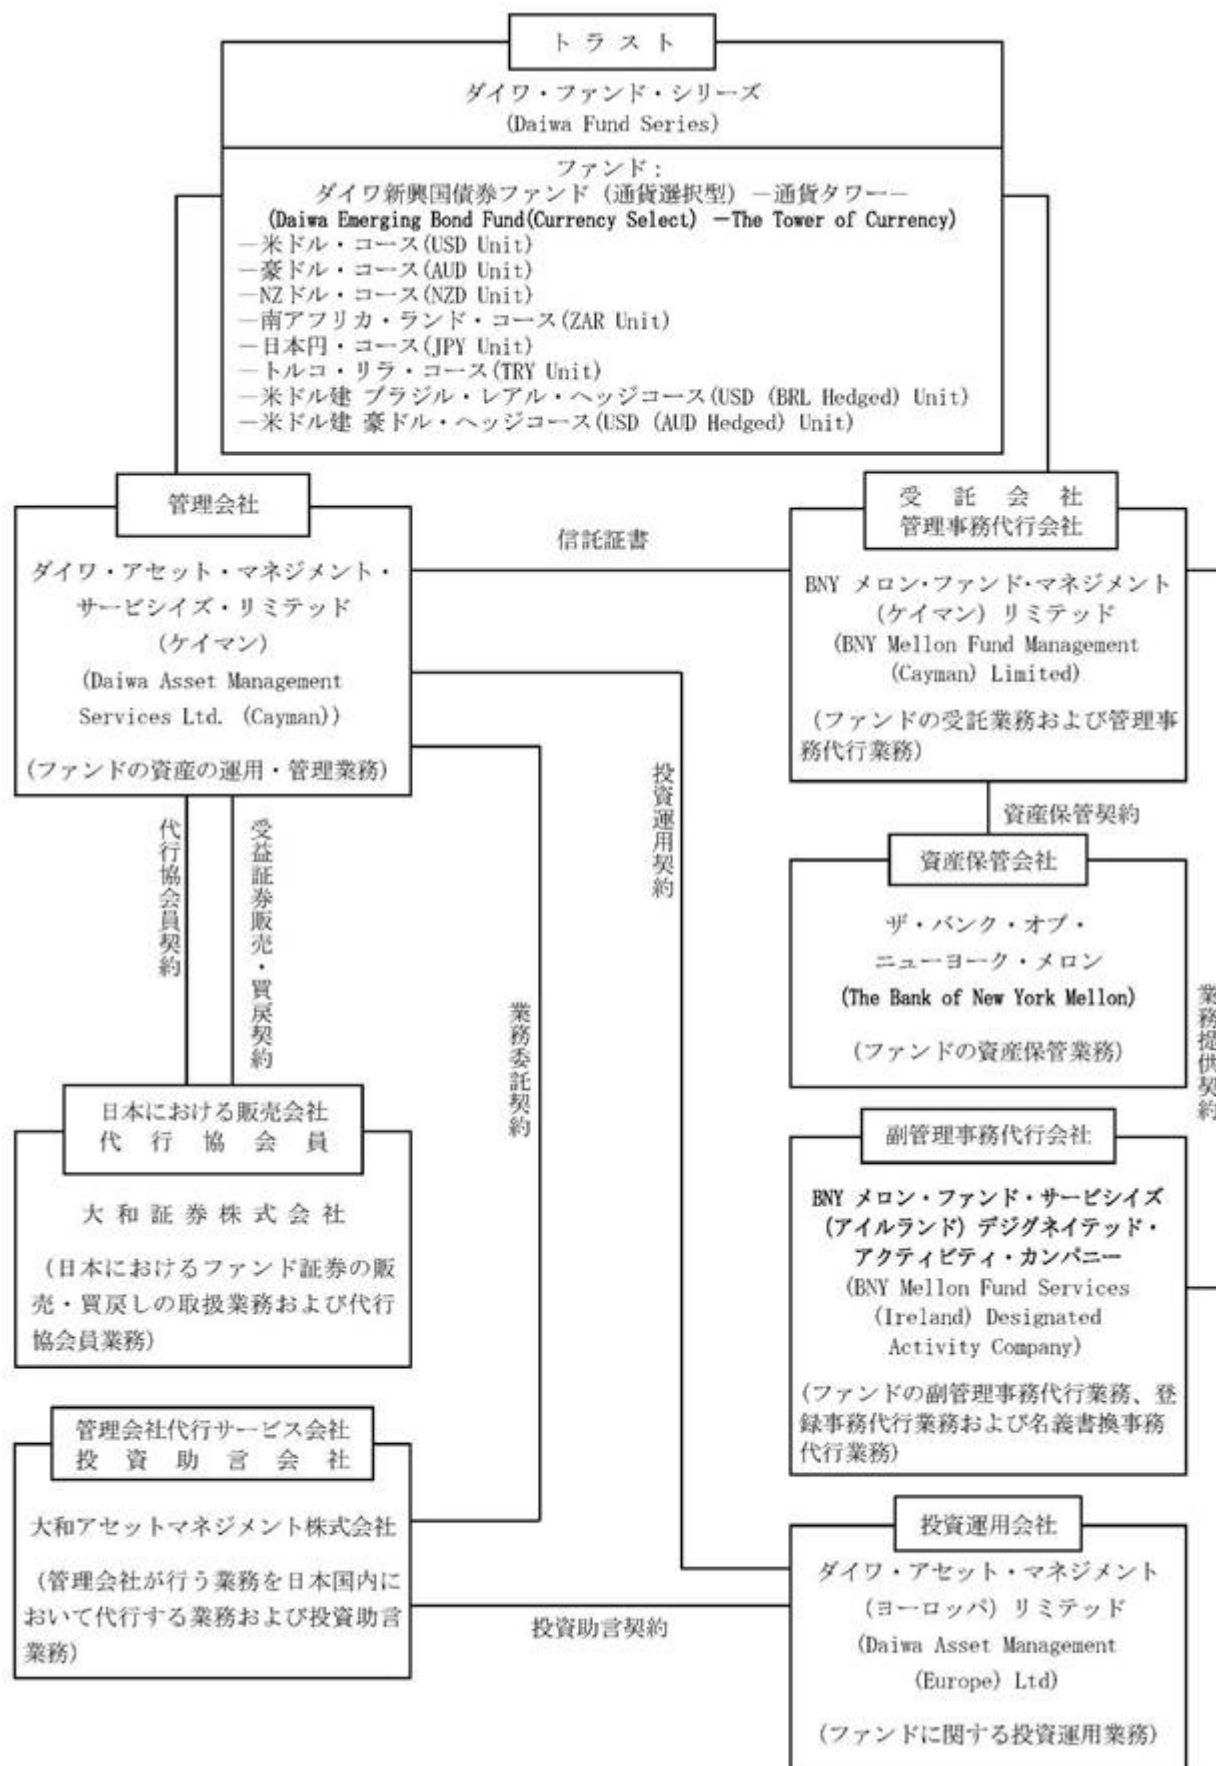 トラスト
ダイワ・ファンド・シリーズ
(Daiwa Fund Series)
ファンド：
ダイワ新興国債券ファンド（通貨選択型）－通貨タワー－
(Daiwa Emerging Bond Fund(Currency Select) －The Tower of Currency)
－米ドル・コース(USD Unit)
－豪ドル・コース(AUD Unit)
－NZドル・コース(NZD Unit)
－南アフリカ・ランド・コース(ZAR Unit)
－日本円・コース(JPY Unit)
－トルコ・リラ・コース(TRY Unit)
－米ドル建 ブラジル・レアル・ヘッジコース(USD (BRL Hedged) Unit)
－米ドル建 豪ドル・ヘッジコース(USD (AUD Hedged) Unit)
管理会社
ダイワ・アセット・マネジメント・
サービシイズ・リミテッド
（ケイマン）
(Daiwa Asset Management
Services Ltd. (Cayman))
（ファンドの資産の運用・管理業務）
信託証書
受託会社
管理事務代行会社
BNY メロン・ファンド・マネジメント
（ケイマン）リミテッド
(BNY Mellon Fund Management
(Cayman) Limited)
（ファンドの受託業務および管理事
務代行業務）
代行協会員契約
受益証券販売・買戻契約
業務委託契約
投資運用契約
資産保管契約
資産保管会社
ザ・バンク・オブ・
ニューヨーク・メロン
(The Bank of New York Mellon)
（ファンドの資産保管業務）
業務提供契約
日本における販売会社
代行協会員
大和証券株式会社
（日本におけるファンド証券の販
売・買戻しの取扱業務および代行
協会員業務）
副管理事務代行会社
BNY メロン・ファンド・サービシイズ
（アイルランド）デジグネイテッド・
アクティビティ・カンパニー
(BNY Mellon Fund Services
(Ireland) Designated
Activity Company)
（ファンドの副管理事務代行業務、登
録事務代行業務および名義書換事務
代行業務）
管理会社代行サービス会社
投資助言会社
大和アセットマネジメント株式会社
（管理会社が行う業務を日本国内に
おいて代行する業務および投資助言
業務）
投資助言契約
投資運用会社
ダイワ・アセット・マネジメント
（ヨーロッパ）リミテッド
(Daiwa Asset Management
(Europe) Ltd)
（ファンドに関する投資運用業務）